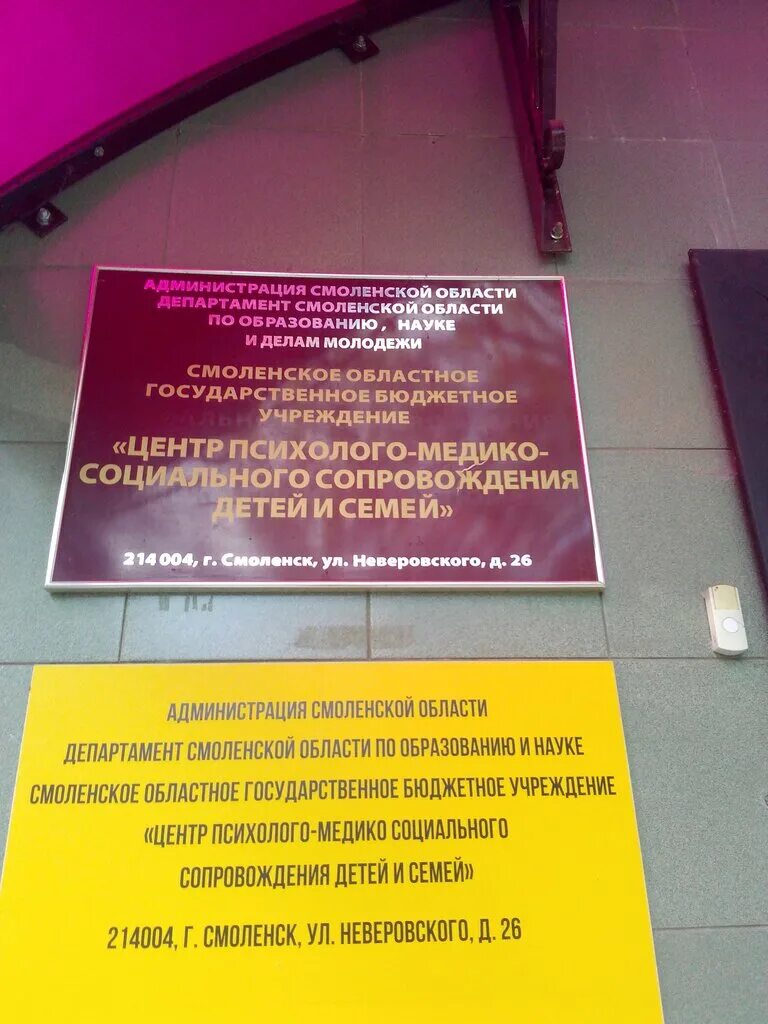 АДМИНИСТРАЦИЯ СМОЛЕНСКОЙ ОБЛАСТИ
ДЕПАРТАМЕНТ СМОЛЕНСКОЙ ОБЛАСТИ
ПО ОБРАЗОВАНИЮ, НАУКЕ
И ДЕЛАМ МОЛОДЕЖИ
СМОЛЕНСКОЕ ОБЛАСТНОЕ
ГОСУДАРСТВЕННОЕ БЮДЖЕТНОЕ
УЧРЕЖДЕНИЕ
«ЦЕНТР ПСИХОЛОГО-МЕДИКО-
СОЦИАЛЬНОГО СОПРОВОЖДЕНИЯ
ДЕТЕЙ И СЕМЕЙ»
214 004, г. Смоленск, ул. Неверовского, д. 26
АДМИНИСТРАЦИЯ СМОЛЕНСКОЙ ОБЛАСТИ
ДЕПАРТАМЕНТ СМОЛЕНСКОЙ ОБЛАСТИ ПО ОБРАЗОВАНИЮ И НАУКЕ
СМОЛЕНСКОЕ ОБЛАСТНОЕ ГОСУДАРСТВЕННОЕ БЮДЖЕТНОЕ УЧРЕЖДЕНИЕ
«ЦЕНТР ПСИХОЛОГО-МЕДИКО СОЦИАЛЬНОГО
СОПРОВОЖДЕНИЯ ДЕТЕЙ И СЕМЕЙ»
214004, Г. СМОЛЕНСК, УЛ. НЕВЕРОВСКОГО, Д. 26